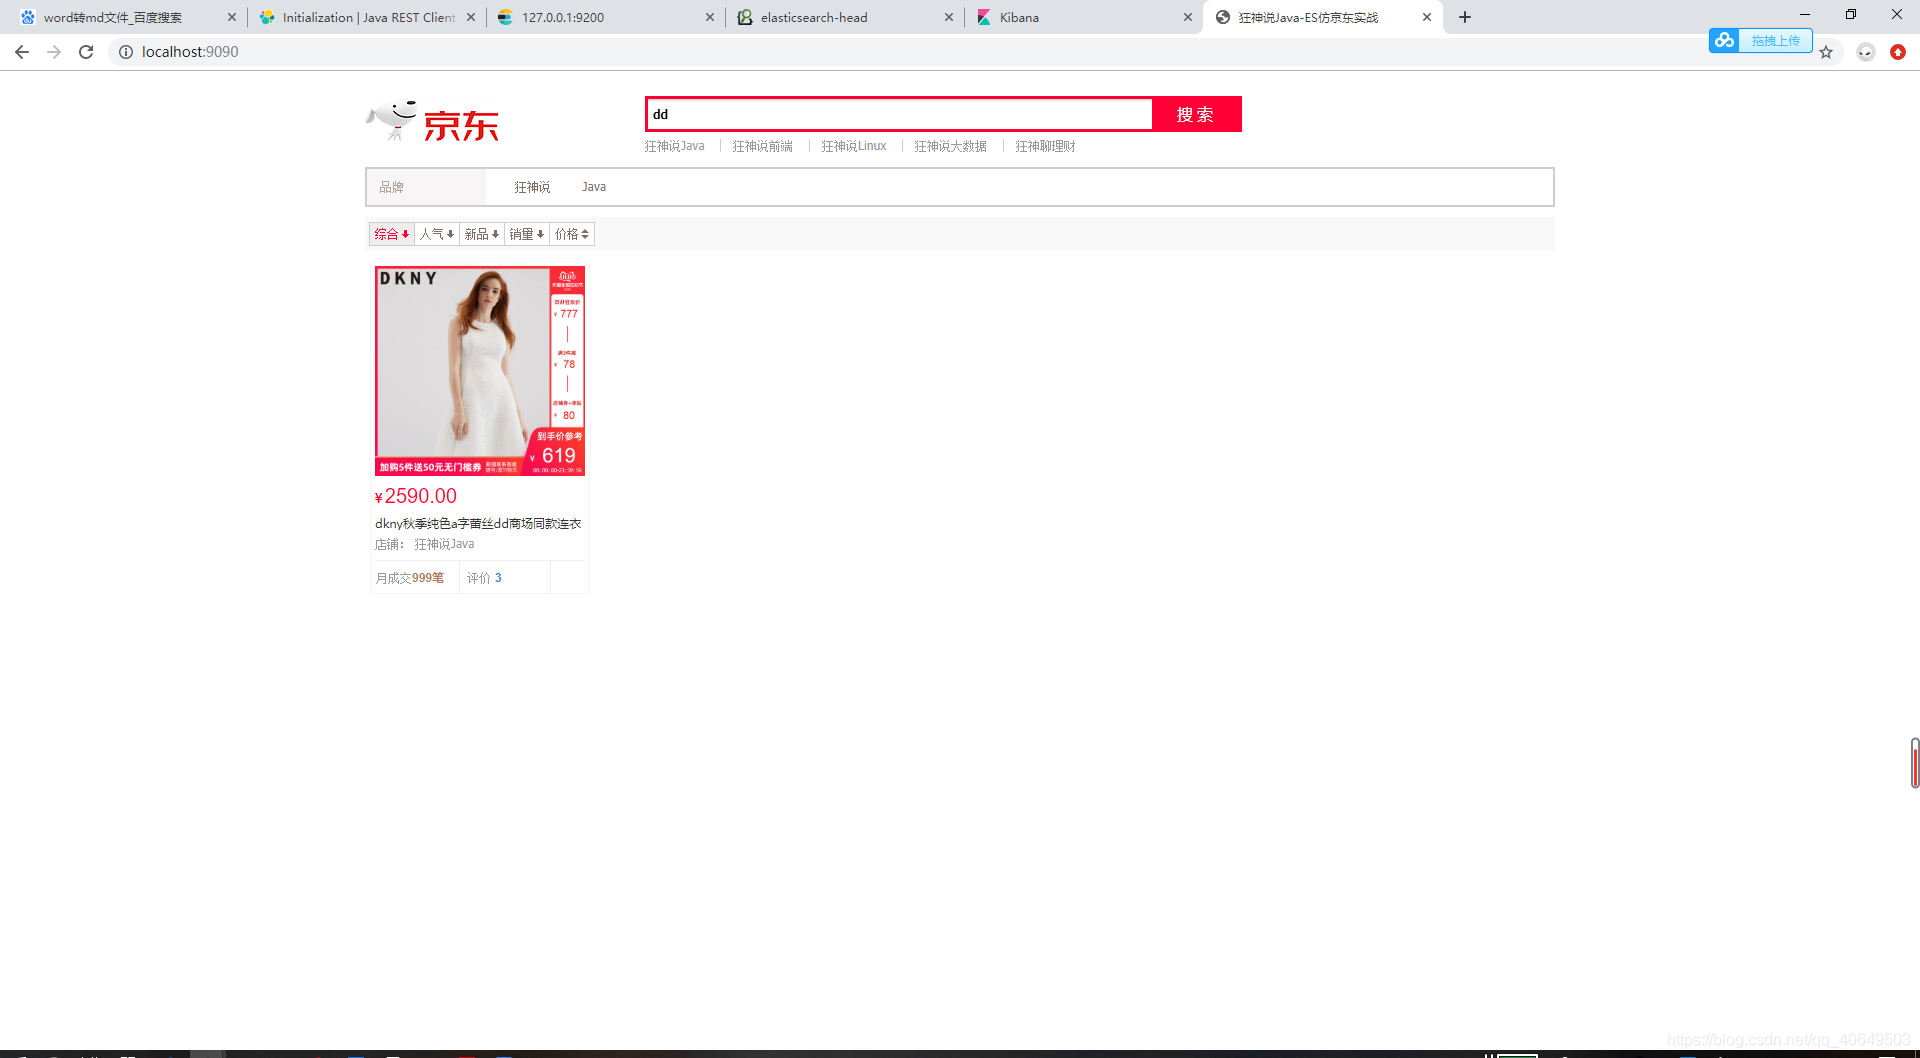 word转md文件_百度搜索
Initialization | Java REST Client
127.0.0.1:9200
elasticsearch-head
Kibana
狂神说Java-ES仿京东实战
localhost:9090
拖拽上传
京东
dd
搜 索
狂神说Java
狂神说前端
狂神说Linux
狂神说大数据
狂神聊理财
品牌
狂神说
Java
综合
人气
新品
销量
价格
DKNY
¥ 777
¥ 78
¥ 80
到手价参考
¥ 619
加购5件送50元无门槛券
¥2590.00
dkny秋季纯色a字蕾丝dd商场同款连衣
店铺： 狂神说Java
月成交999笔
评价 3
https://blog.csdn.net/qq_40649503